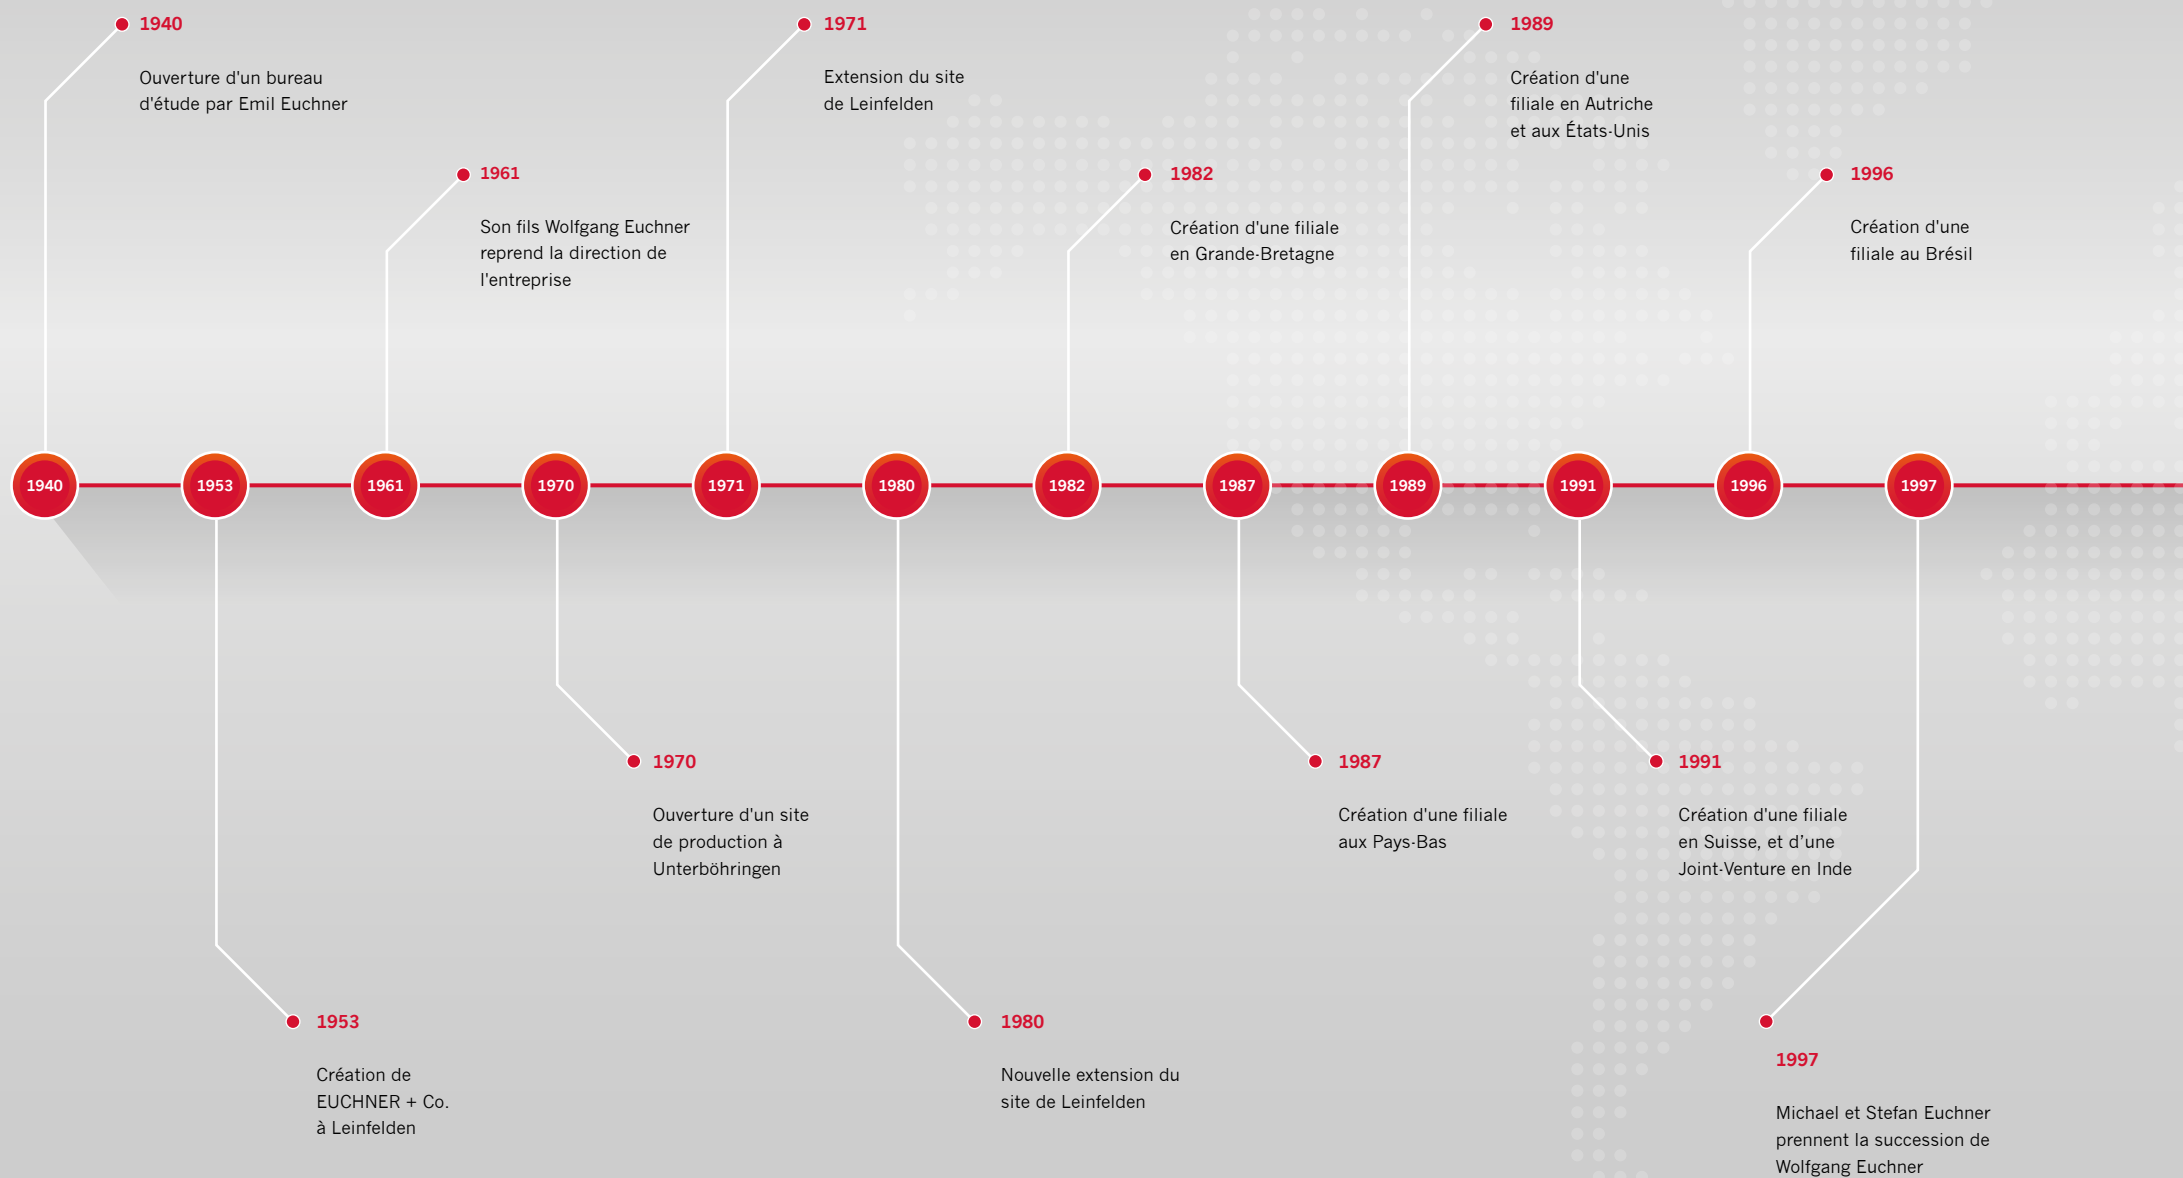 1940
Ouverture d'un bureau
d'étude par Emil Euchner
1971
Extension du site
de Leinfelden
1989
Création d'une
filiale en Autriche
et aux États-Unis
1961
Son fils Wolfgang Euchner
reprend la direction de
l'entreprise
1982
Création d'une filiale
en Grande-Bretagne
1996
Création d'une
filiale au Brésil
1940
1953
1961
1970
1971
1980
1982
1987
1989
1991
1996
1997
1970
Ouverture d'un site
de production à
Unterböhringen
1987
Création d'une filiale
aux Pays-Bas
1991
Création d'une filiale
en Suisse, et d’une
Joint-Venture en Inde
1953
Création de
EUCHNER + Co.
à Leinfelden
1980
Nouvelle extension du
site de Leinfelden
1997
Michael et Stefan Euchner
prennent la succession de
Wolfgang Euchner